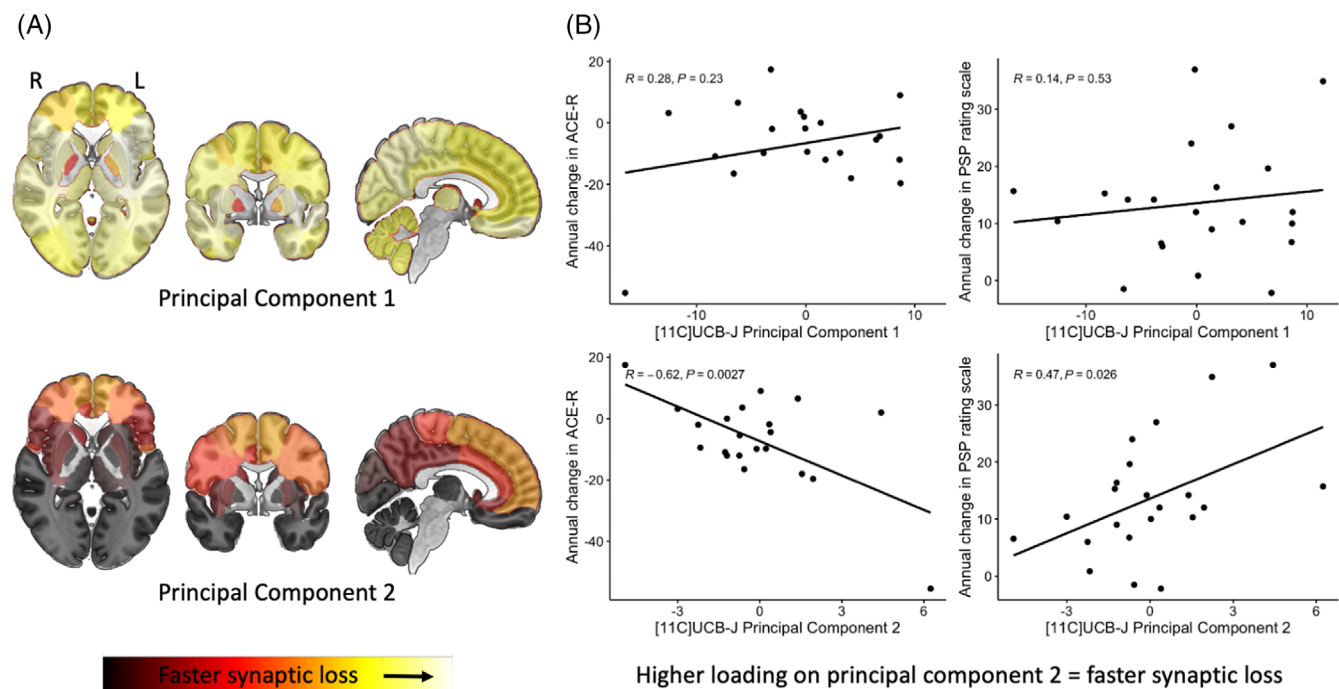 (A)
R
L
Principal Component 1
Principal Component 2
Faster synaptic loss
(B)
R = 0.28, P = 0.23
Annual change in ACE-R
20
0
-20
-40
-10
0
10
[11C]UCB-J Principal Component 1
R = 0.14, P = 0.53
Annual change in PSP rating scale
30
20
10
0
-10
0
10
[11C]UCB-J Principal Component 1
R = −0.62, P = 0.0027
Annual change in ACE-R
20
0
-20
-40
-3
0
3
6
[11C]UCB-J Principal Component 2
R = 0.47, P = 0.026
Annual change in PSP rating scale
30
20
10
0
-3
0
3
6
[11C]UCB-J Principal Component 2
Higher loading on principal component 2 = faster synaptic loss